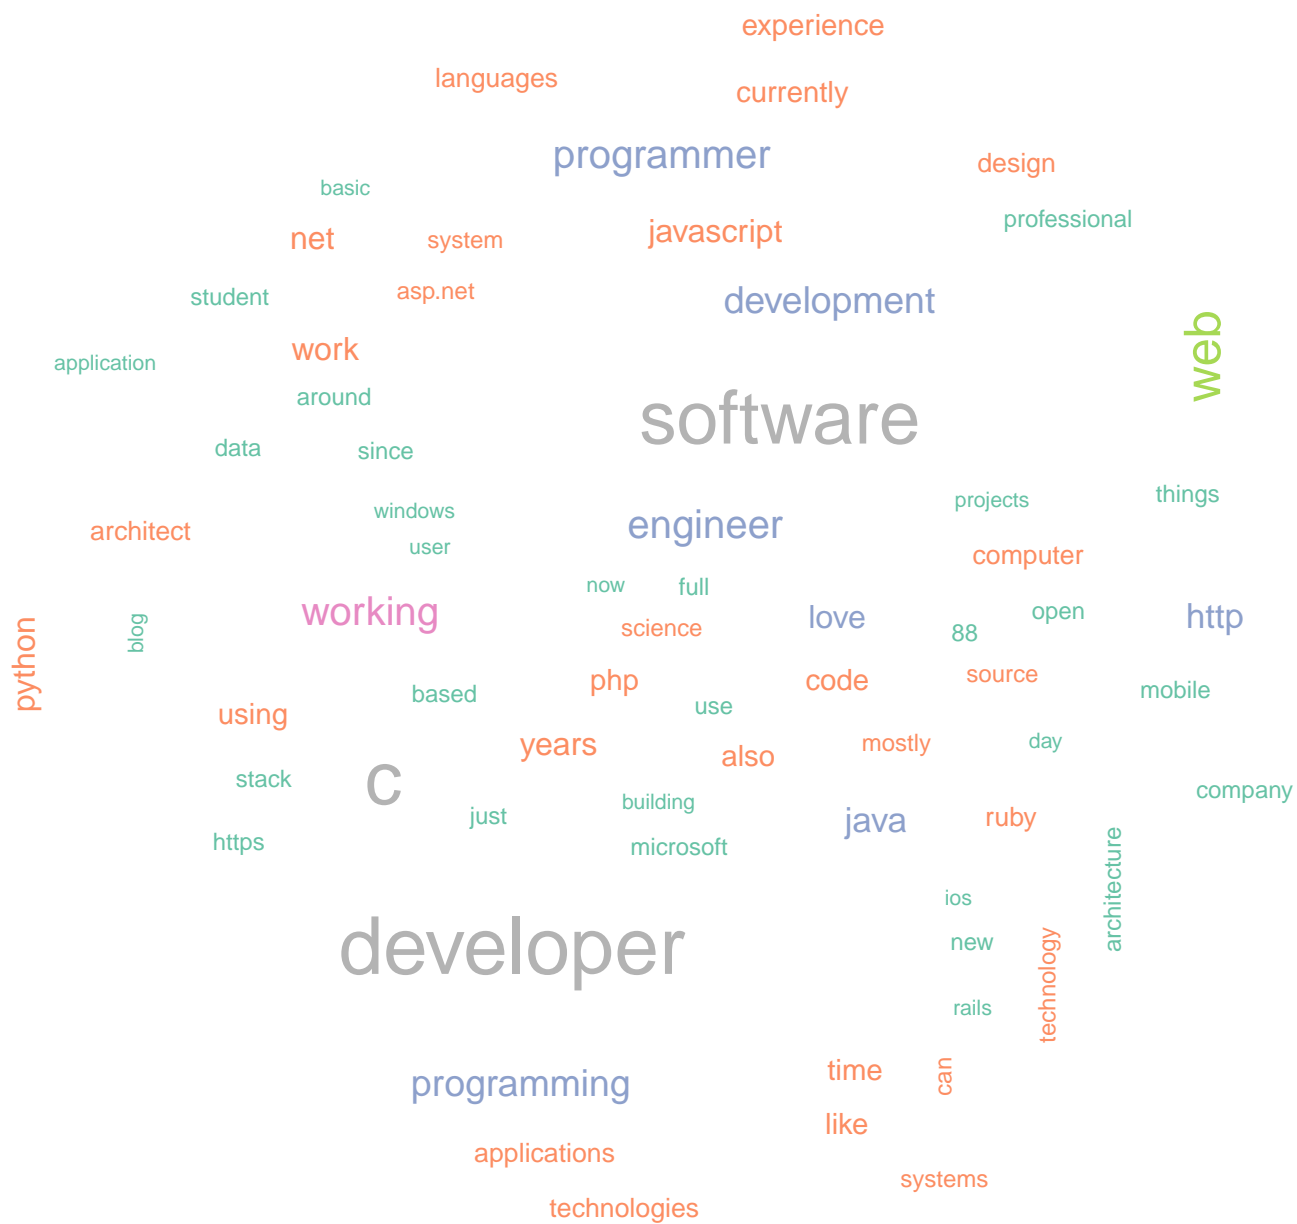 experience
languages
currently
programmer
design
basic
professional
net
system
javascript
student
asp.net
development
web
work
application
around
software
data
since
things
projects
windows
architect
engineer
user
computer
now
full
working
love
open
http
blog
science
88
python
php
code
source
mobile
based
use
using
years
also
mostly
day
stack
c
company
building
just
java
ruby
https
microsoft
architecture
ios
developer
new
technology
rails
time
can
programming
like
applications
systems
technologies